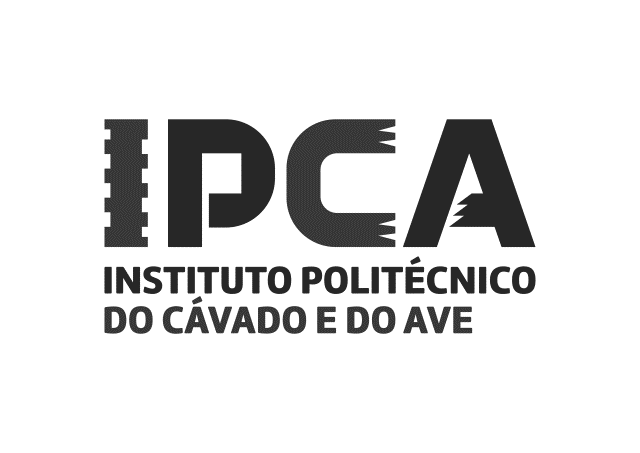 IPCA
INSTITUTO POLITÉCNICO
DO CÁVADO E DO AVE